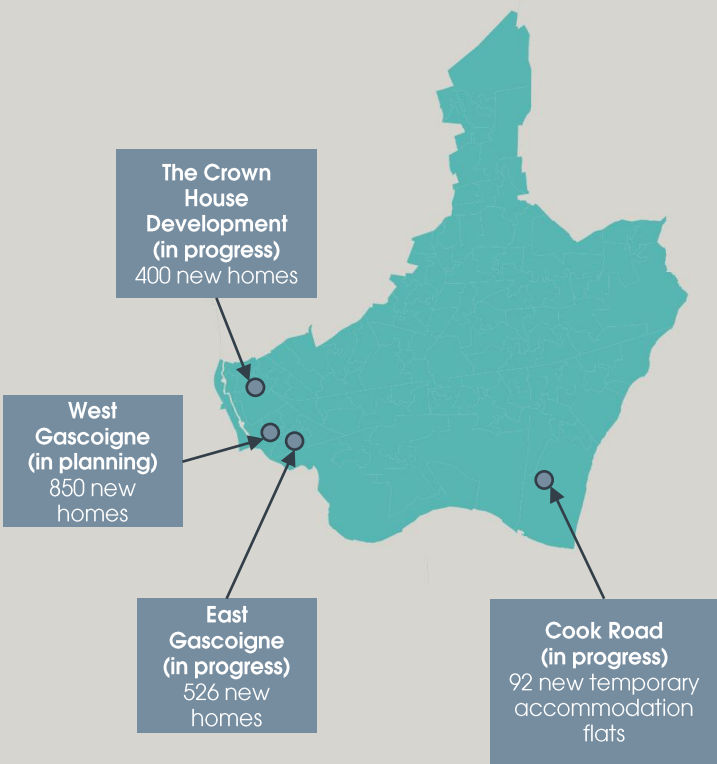 The Crown
House
Development
(in progress)
400 new homes
West
Gascoigne
(in planning)
850 new
homes
East
Gascoigne
(in progress)
526 new
homes
Cook Road
(in progress)
92 new temporary
accommodation
flats